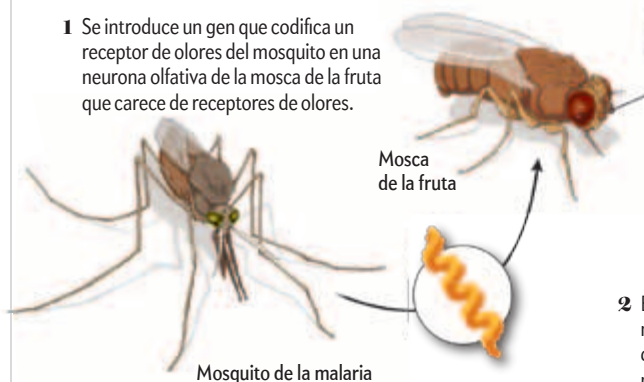 1 Se introduce un gen que codifica un
receptor de olores del mosquito en una
neurona olfativa de la mosca de la fruta
que carece de receptores de olores.
Mosca
de la fruta
2
Mosquito de la malaria